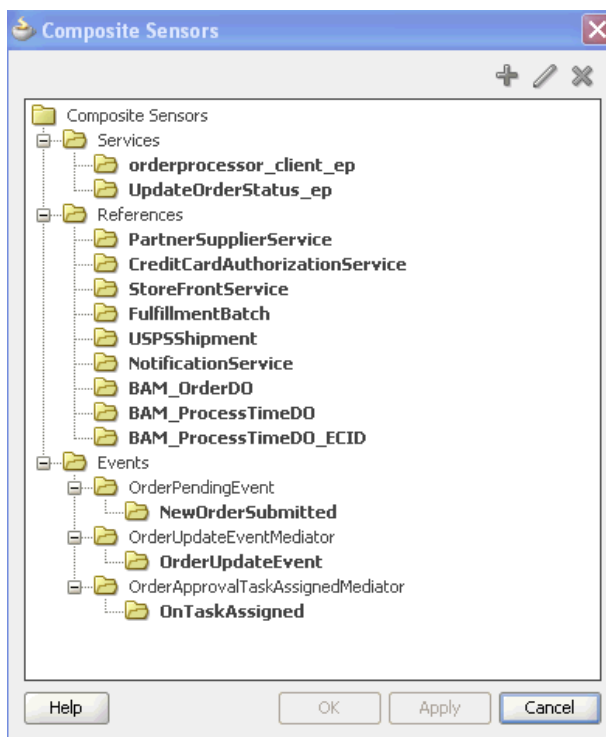 Composite Sensors
Composite Sensors
Services
orderprocessor_client_ep
UpdateOrderStatus_ep
References
PartnerSupplierService
CreditCardAuthorizationService
StoreFrontService
FulfillmentBatch
USPSShipment
NotificationService
BAM_OrderDO
BAM_ProcessTimeDO
BAM_ProcessTimeDO_ECID
Events
OrderPendingEvent
NewOrderSubmitted
OrderUpdateEventMediator
OrderUpdateEvent
OrderApprovalTaskAssignedMediator
OnTaskAssigned
Help OK Apply Cancel